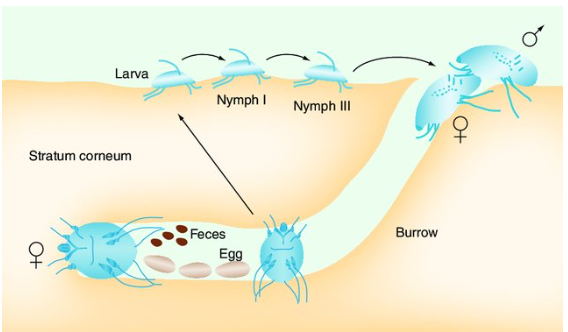 Larva
Nymph I
Nymph III
♂
♀
Stratum corneum
Burrow
Feces
Egg
♀